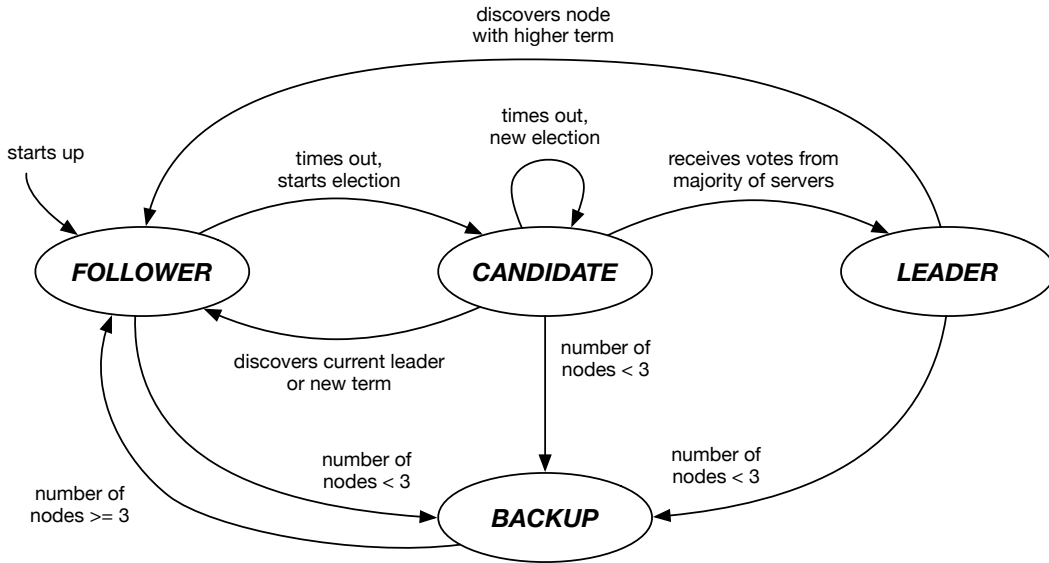 discovers node
with higher term
times out,
new election
starts up
times out,
starts election
receives votes from
majority of servers
FOLLOWER
CANDIDATE
LEADER
discovers current leader
or new term
number of
nodes < 3
number of
nodes < 3
number of
nodes < 3
number of
nodes >= 3
BACKUP